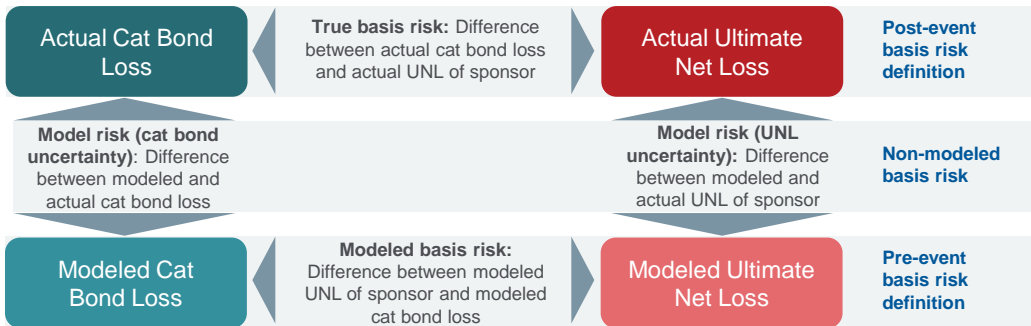 Actual Cat Bond
Loss
True basis risk: Difference
between actual cat bond loss
and actual UNL of sponsor
Actual Ultimate
Net Loss
Post-event
basis risk
definition
Model risk (cat bond
uncertainty): Difference
between modeled and
actual cat bond loss
Model risk (UNL
uncertainty): Difference
between modeled and
actual UNL of sponsor
Non-modeled
basis risk
Modeled Cat
Bond Loss
Modeled basis risk:
Difference between modeled
UNL of sponsor and modeled
cat bond loss
Modeled Ultimate
Net Loss
Pre-event
basis risk
definition